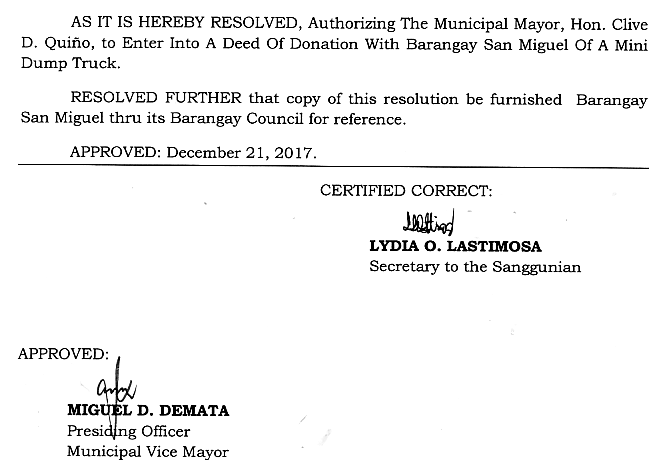 AS IT IS HEREBY RESOLVED, Authorizing The Municipal Mayor, Hon. Clive
D. Quiño, to Enter Into A Deed Of Donation With Barangay San Miguel Of A Mini
Dump Truck.
RESOLVED FURTHER that copy of this resolution be furnished Barangay
San Miguel thru its Barangay Council for reference.
APPROVED: December 21, 2017.
CERTIFIED CORRECT:
LYDIA O. LASTIMOSA
Secretary to the Sanggunian
APPROVED:
MIGUEL D. DEMATA
Presiding Officer
Municipal Vice Mayor